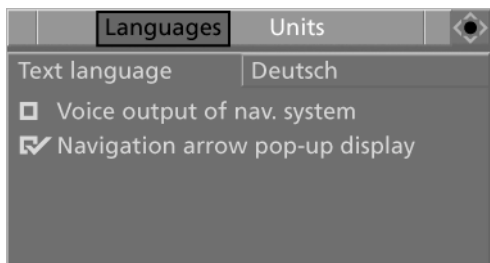 Languages Units
Text language Deutsch
Voice output of nav. system
Navigation arrow pop-up display